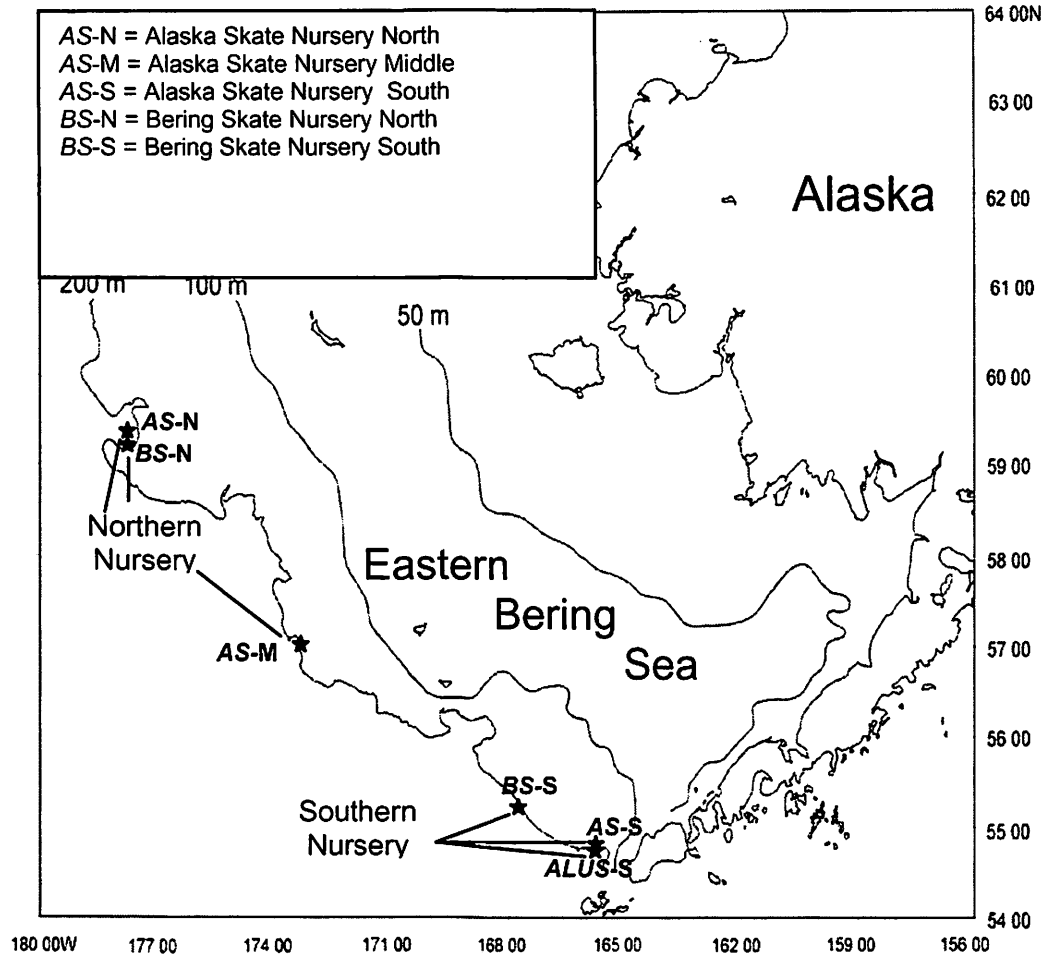 AS-N = Alaska Skate Nursery North
AS-M = Alaska Skate Nursery Middle
AS-S = Alaska Skate Nursery South
BS-N = Bering Skate Nursery North
BS-S = Bering Skate Nursery South
64 00N
63 00
62 00
61 00
60 00
59 00
58 00
57 00
56 00
55 00
54 00
Alaska
200 m
100 m
50 m
AS-N
BS-N
Northern
Nursery
Eastern
Bering
Sea
AS-M
BS-S
Southern
Nursery
AS-S
ALUS-S
180 00W 177 00 174 00 171 00 168 00 165 00 162 00 159 00 156 00